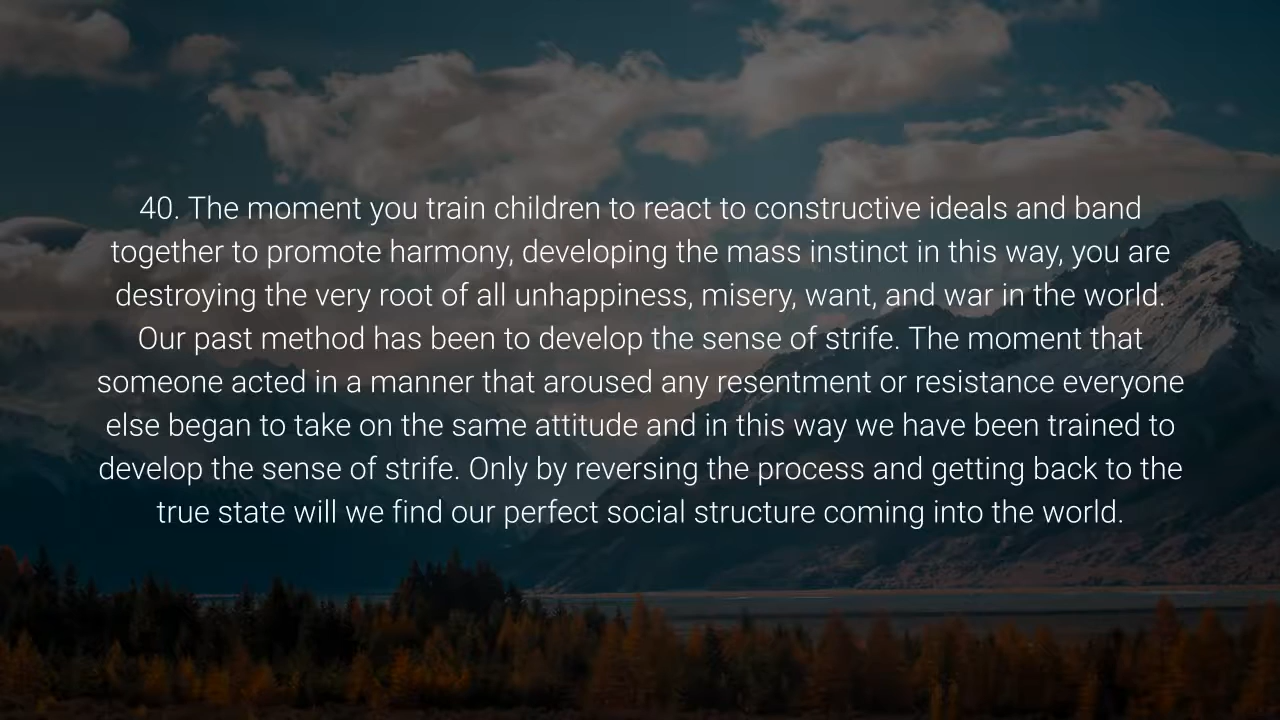 40. The moment you train children to react to constructive ideals and band
together to promote harmony, developing the mass instinct in this way, you are
destroying the very root of all unhappiness, misery, want, and war in the world.
Our past method has been to develop the sense of strife. The moment that
someone acted in a manner that aroused any resentment or resistance everyone
else began to take on the same attitude and in this way we have been trained to
develop the sense of strife. Only by reversing the process and getting back to the
true state will we find our perfect social structure coming into the world.